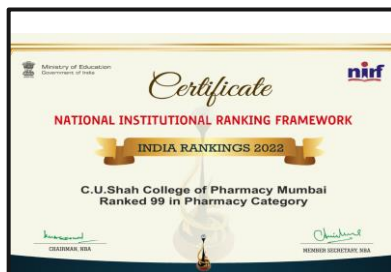 Ministry of Education
Government of India
nirf
Certificate
NATIONAL INSTITUTIONAL RANKING FRAMEWORK
INDIA RANKINGS 2022
C.U.Shah College of Pharmacy Mumbai
Ranked 99 in Pharmacy Category
CHAIRMAN, NBA
MEMBER SECRETARY, NBA